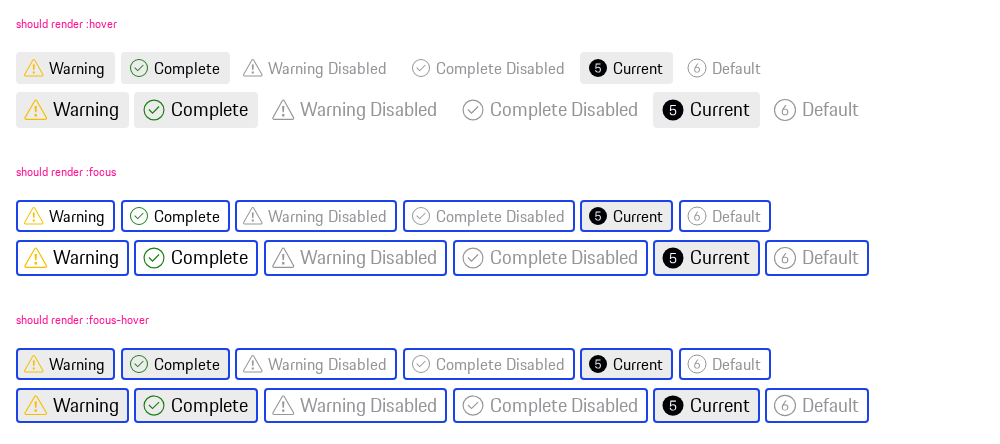 should render :hover
Warning Complete Warning Disabled Complete Disabled 5 Current 6 Default
Warning Complete Warning Disabled Complete Disabled 5 Current 6 Default
should render :focus
Warning Complete Warning Disabled Complete Disabled 5 Current 6 Default
Warning Complete Warning Disabled Complete Disabled 5 Current 6 Default
should render :focus-hover
Warning Complete Warning Disabled Complete Disabled 5 Current 6 Default
Warning Complete Warning Disabled Complete Disabled 5 Current 6 Default